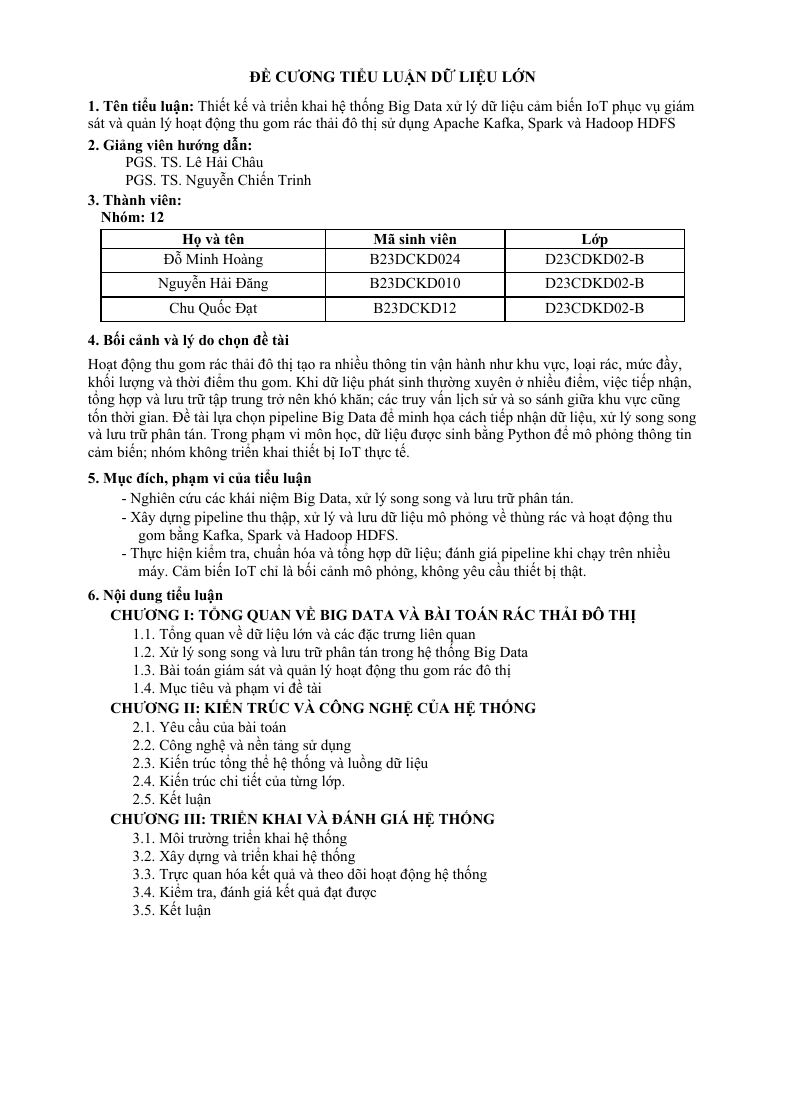 ĐỀ CƯƠNG TIỂU LUẬN DỮ LIỆU LỚN
1. Tên tiểu luận: Thiết kế và triển khai hệ thống Big Data xử lý dữ liệu cảm biến IoT phục vụ giám
sát và quản lý hoạt động thu gom rác thải đô thị sử dụng Apache Kafka, Spark và Hadoop HDFS
2. Giảng viên hướng dẫn:
PGS. TS. Lê Hải Châu
PGS. TS. Nguyễn Chiến Trinh
3. Thành viên:
Nhóm: 12
Họ và tên Mã sinh viên Lớp
Đỗ Minh Hoàng B23DCKD024 D23CDKD02-B
Nguyễn Hải Đăng B23DCKD010 D23CDKD02-B
Chu Quốc Đạt B23DCKD12 D23CDKD02-B
4. Bối cảnh và lý do chọn đề tài
Hoạt động thu gom rác thải đô thị tạo ra nhiều thông tin vận hành như khu vực, loại rác, mức đầy,
khối lượng và thời điểm thu gom. Khi dữ liệu phát sinh thường xuyên ở nhiều điểm, việc tiếp nhận,
tổng hợp và lưu trữ tập trung trở nên khó khăn; các truy vấn lịch sử và so sánh giữa khu vực cũng
tốn thời gian. Đề tài lựa chọn pipeline Big Data để minh họa cách tiếp nhận dữ liệu, xử lý song song
và lưu trữ phân tán. Trong phạm vi môn học, dữ liệu được sinh bằng Python để mô phỏng thông tin
cảm biến; nhóm không triển khai thiết bị IoT thực tế.
5. Mục đích, phạm vi của tiểu luận
- Nghiên cứu các khái niệm Big Data, xử lý song song và lưu trữ phân tán.
- Xây dựng pipeline thu thập, xử lý và lưu dữ liệu mô phỏng về thùng rác và hoạt động thu
gom bằng Kafka, Spark và Hadoop HDFS.
- Thực hiện kiểm tra, chuẩn hóa và tổng hợp dữ liệu; đánh giá pipeline khi chạy trên nhiều
máy. Cảm biến IoT chỉ là bối cảnh mô phỏng, không yêu cầu thiết bị thật.
6. Nội dung tiểu luận
CHƯƠNG I: TỔNG QUAN VỀ BIG DATA VÀ BÀI TOÁN RÁC THẢI ĐÔ THỊ
1.1. Tổng quan về dữ liệu lớn và các đặc trưng liên quan
1.2. Xử lý song song và lưu trữ phân tán trong hệ thống Big Data
1.3. Bài toán giám sát và quản lý hoạt động thu gom rác đô thị
1.4. Mục tiêu và phạm vi đề tài
CHƯƠNG II: KIẾN TRÚC VÀ CÔNG NGHỆ CỦA HỆ THỐNG
2.1. Yêu cầu của bài toán
2.2. Công nghệ và nền tảng sử dụng
2.3. Kiến trúc tổng thể hệ thống và luồng dữ liệu
2.4. Kiến trúc chi tiết của từng lớp.
2.5. Kết luận
CHƯƠNG III: TRIỂN KHAI VÀ ĐÁNH GIÁ HỆ THỐNG
3.1. Môi trường triển khai hệ thống
3.2. Xây dựng và triển khai hệ thống
3.3. Trực quan hóa kết quả và theo dõi hoạt động hệ thống
3.4. Kiểm tra, đánh giá kết quả đạt được
3.5. Kết luận